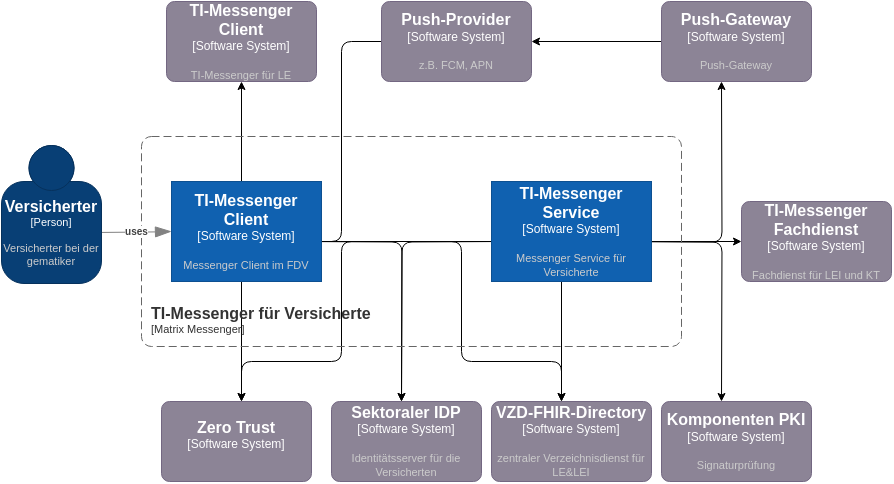 TI-Messenger
Client
[Software System]
TI-Messenger für LE
Push-Provider
[Software System]
z.B. FCM, APN
Push-Gateway
[Software System]
Push-Gateway
Versicherter
[Person]
Versicherter bei der
gematiker
uses
TI-Messenger
Client
[Software System]
Messenger Client im FDV
TI-Messenger
Service
[Software System]
Messenger Service für
Versicherte
TI-Messenger
Fachdienst
[Software System]
Fachdienst für LEI und KT
TI-Messenger für Versicherte
[Matrix Messenger]
Zero Trust
[Software System]
Sektoraler IDP
[Software System]
Identitätsserver für die
Versicherten
VZD-FHIR-Directory
[Software System]
zentraler Verzeichnisdienst für
LE&LEI
Komponenten PKI
[Software System]
Signaturprüfung